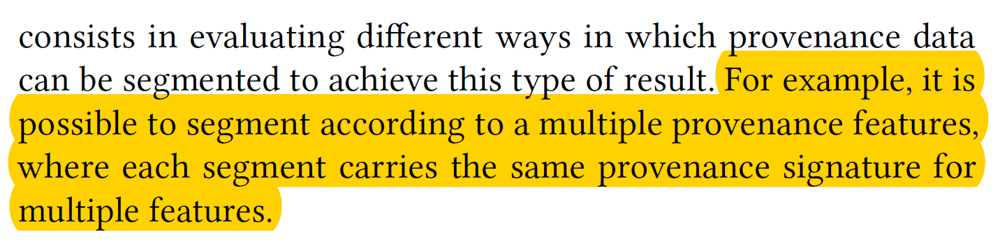 consists in evaluating different ways in which provenance data
can be segmented to achieve this type of result. For example, it is
possible to segment according to a multiple provenance features,
where each segment carries the same provenance signature for
multiple features.